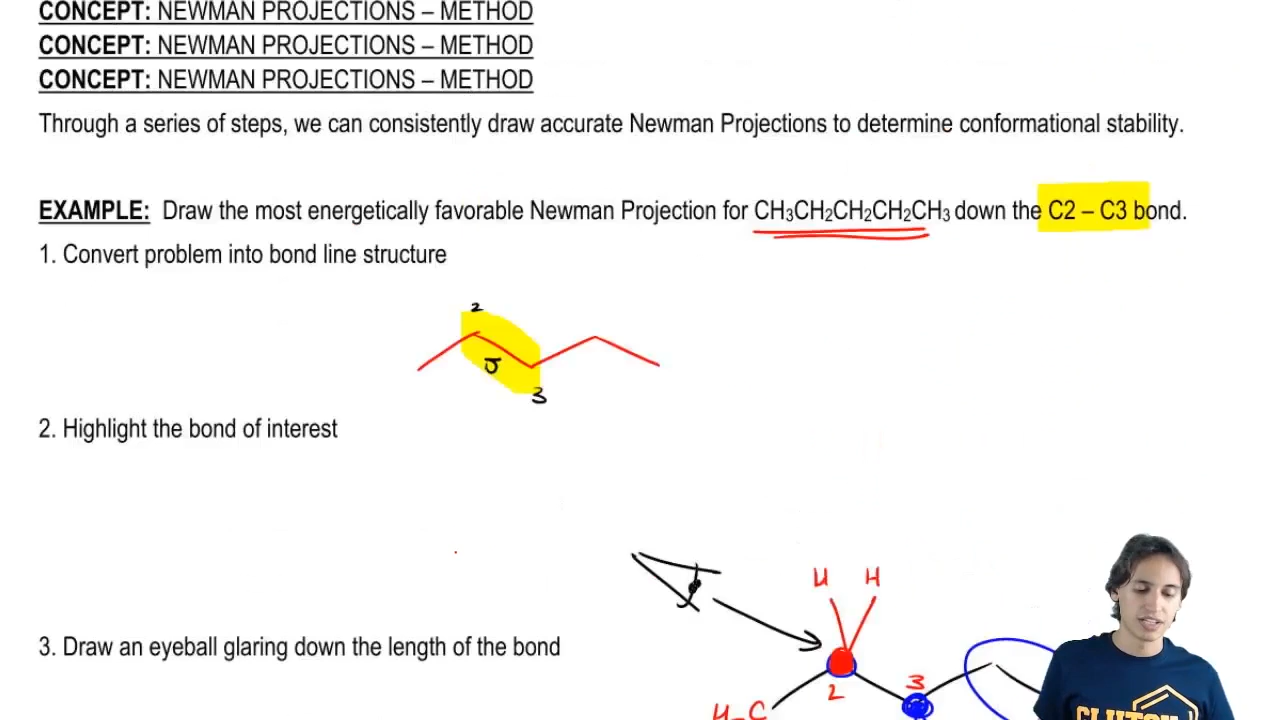 CONCEPT: NEWMAN PROJECTIONS – METHOD
CONCEPT: NEWMAN PROJECTIONS – METHOD
CONCEPT: NEWMAN PROJECTIONS – METHOD
Through a series of steps, we can consistently draw accurate Newman Projections to determine conformational stability.
EXAMPLE: Draw the most energetically favorable Newman Projection for CH₃CH₂CH₂CH₂CH₃ down the C2 – C3 bond.
1. Convert problem into bond line structure
2
3
2. Highlight the bond of interest
H H
3. Draw an eyeball glaring down the length of the bond
2
3
H₃C
CLUTCH